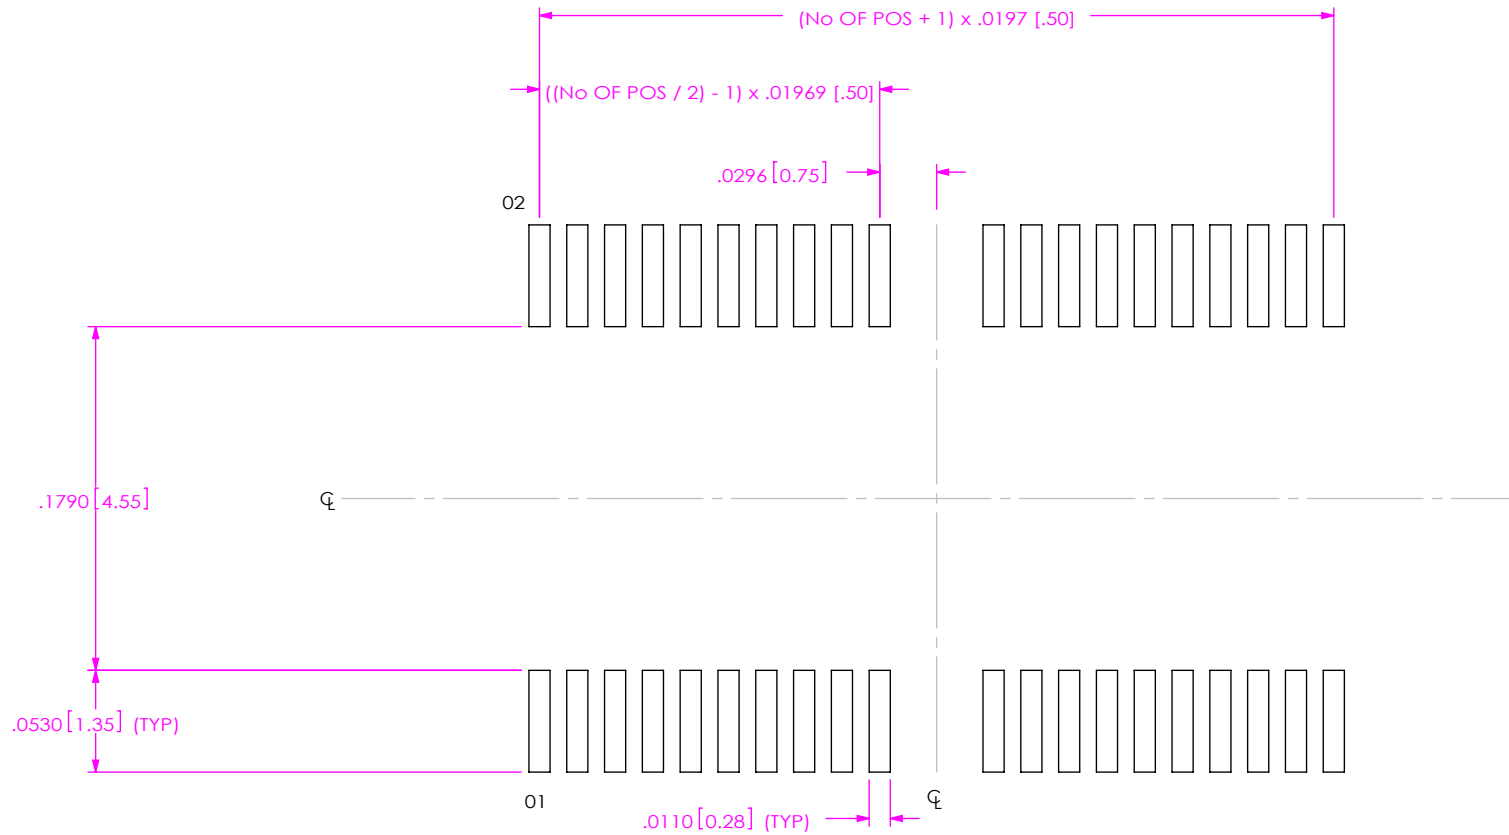 (No OF POS + 1) x .0197 [.50]
((No OF POS / 2) - 1) x .01969 [.50]
.0296 [0.75]
02
.1790 [4.55]
℄
.0530 [1.35] (TYP)
01
℄
.0110 [0.28] (TYP)